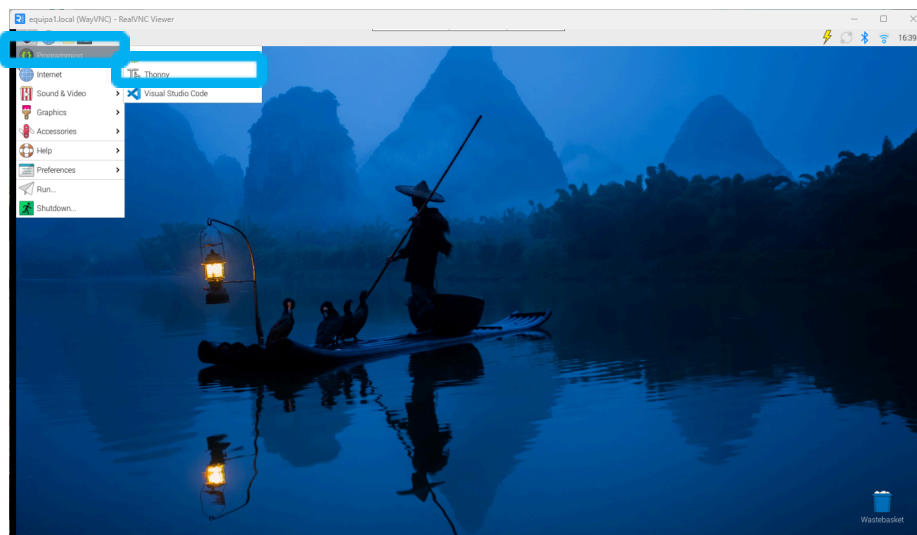 equipa1.local (WayVNC) - RealVNC Viewer
16:39
Programming
Internet
Thonny
Sound & Video
Visual Studio Code
Graphics
Accessories
Help
Preferences
Run...
Shutdown...
Wastebasket